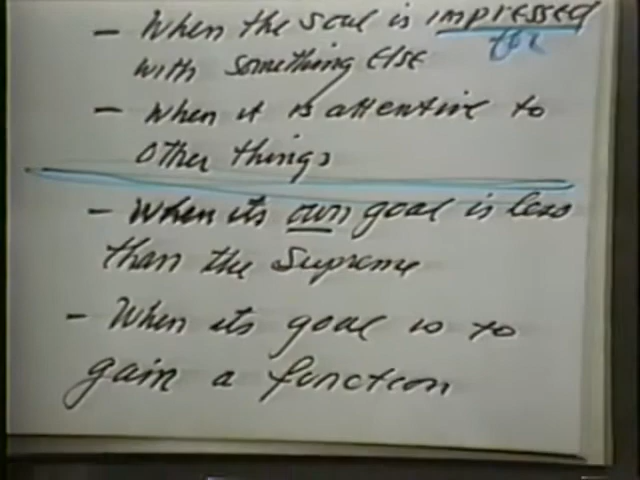 - When the soul is impressed
with something Else
- when it is attentive to
other things
- When its own goal is less
than the Supreme
- When its goal is to
gain a function